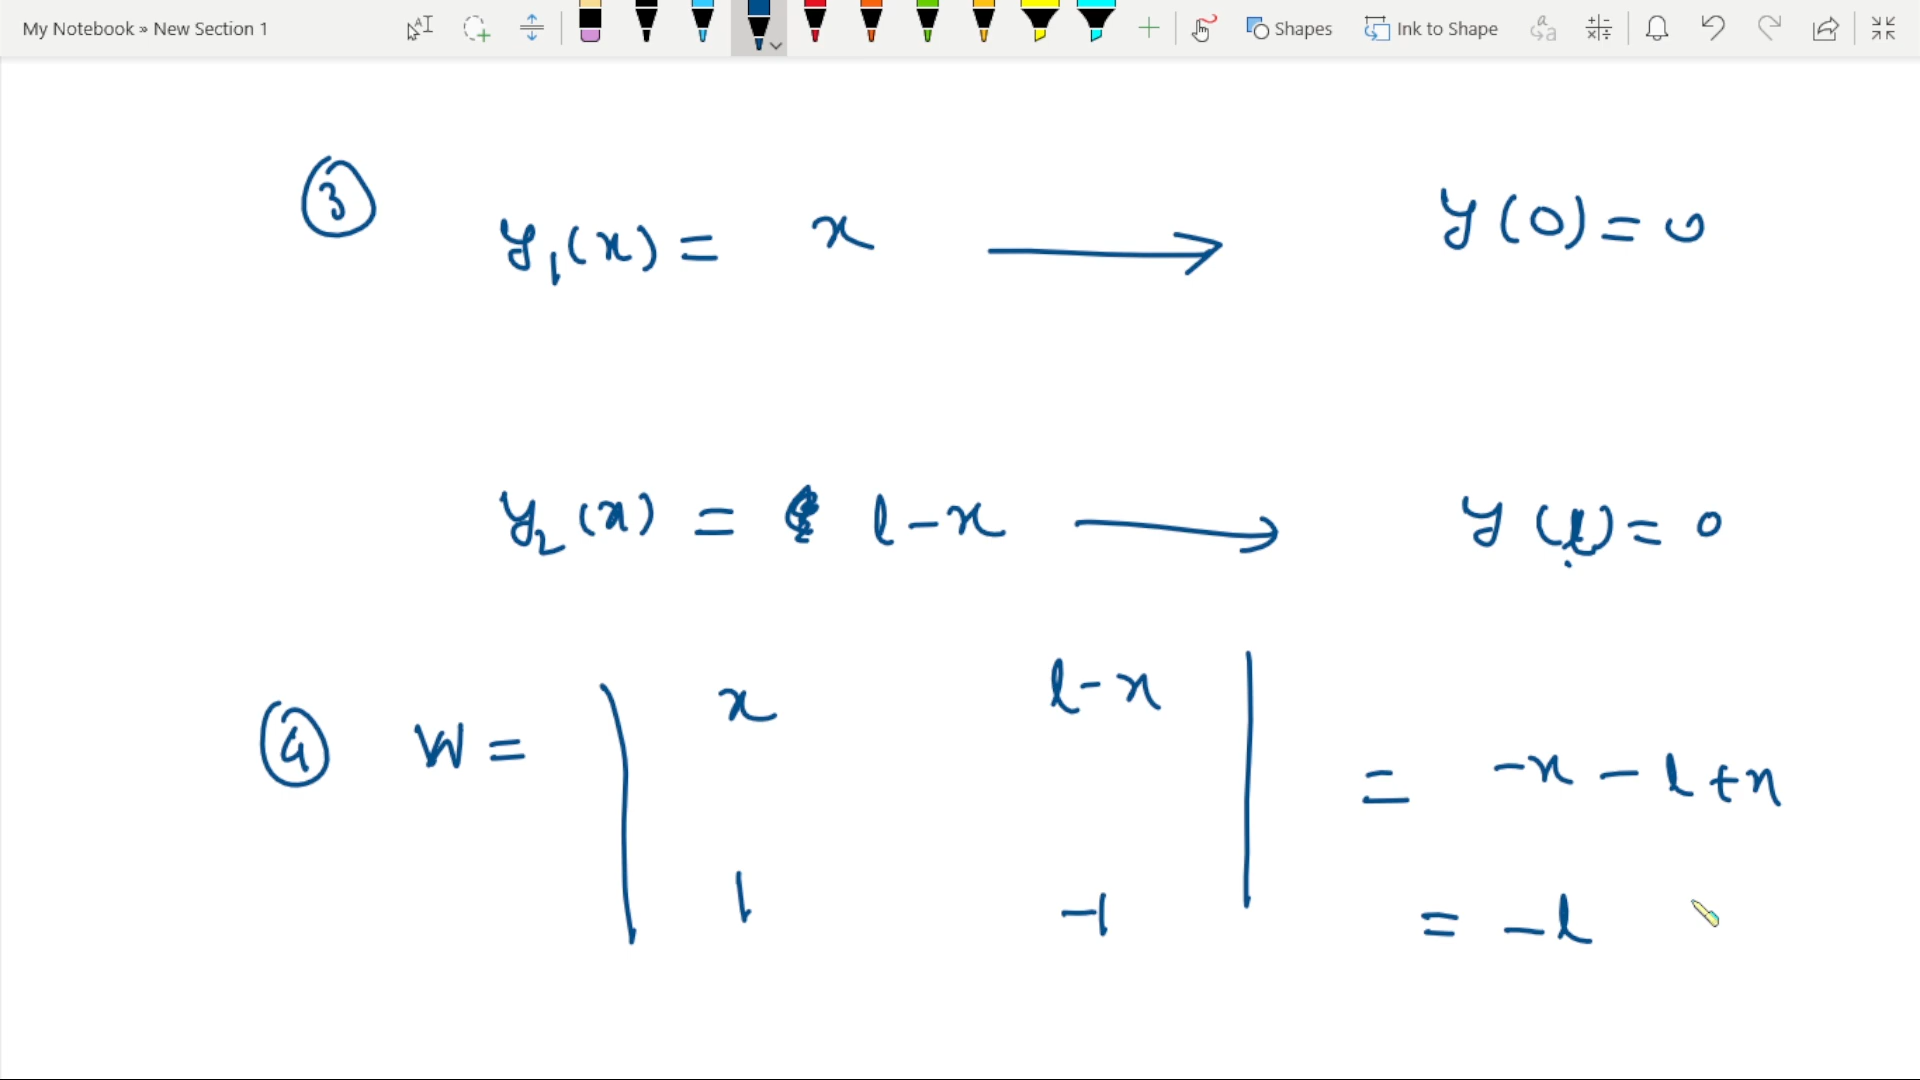 My Notebook » New Section 1
Shapes
Ink to Shape
③ y₁(x) = x ⟶ y(0) = 0
y₂(x) = l - x ⟶ y(l) = 0
④ W = | x l - x |
| 1 -1 |
= -x - l + x
= -l